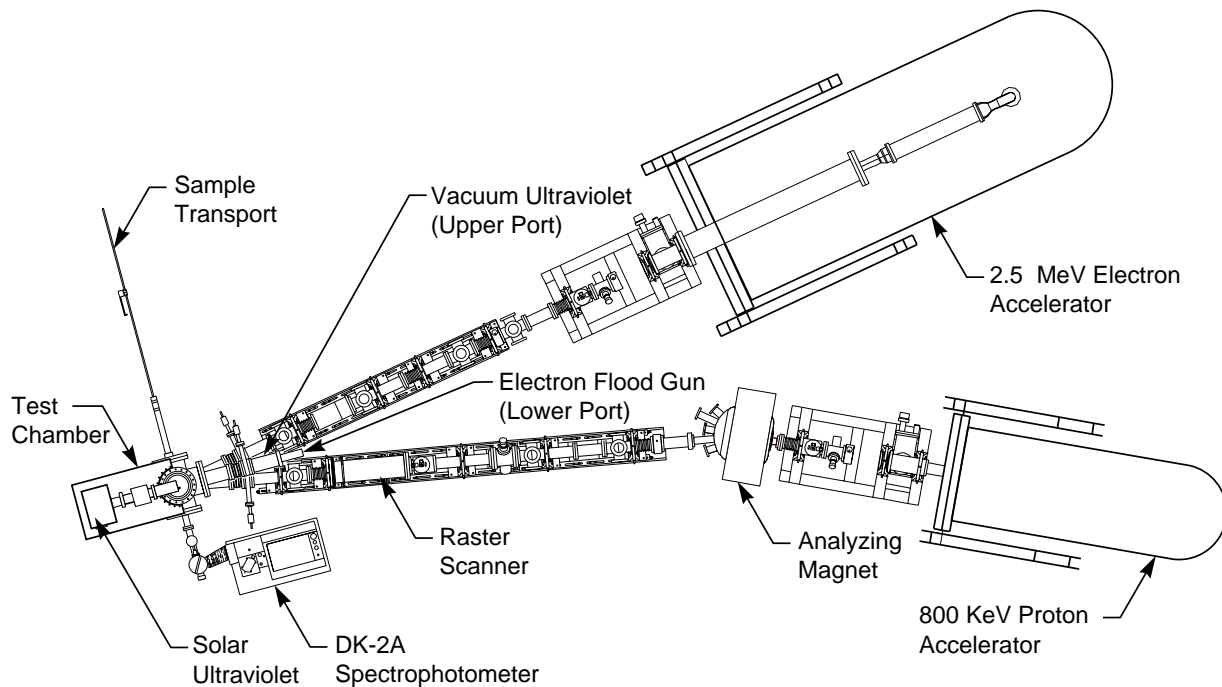 Sample
Transport
Vacuum Ultraviolet
(Upper Port)
2.5 MeV Electron
Accelerator
Electron Flood Gun
(Lower Port)
Test
Chamber
Raster
Scanner
Analyzing
Magnet
800 KeV Proton
Accelerator
Solar
Ultraviolet
DK-2A
Spectrophotometer